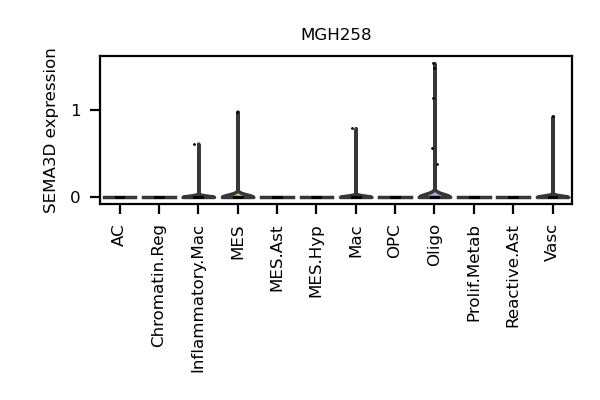 MGH258
SEMA3D expression
1
0
AC
Chromatin.Reg
Inflammatory.Mac
MES
MES.Ast
MES.Hyp
Mac
OPC
Oligo
Prolif.Metab
Reactive.Ast
Vasc